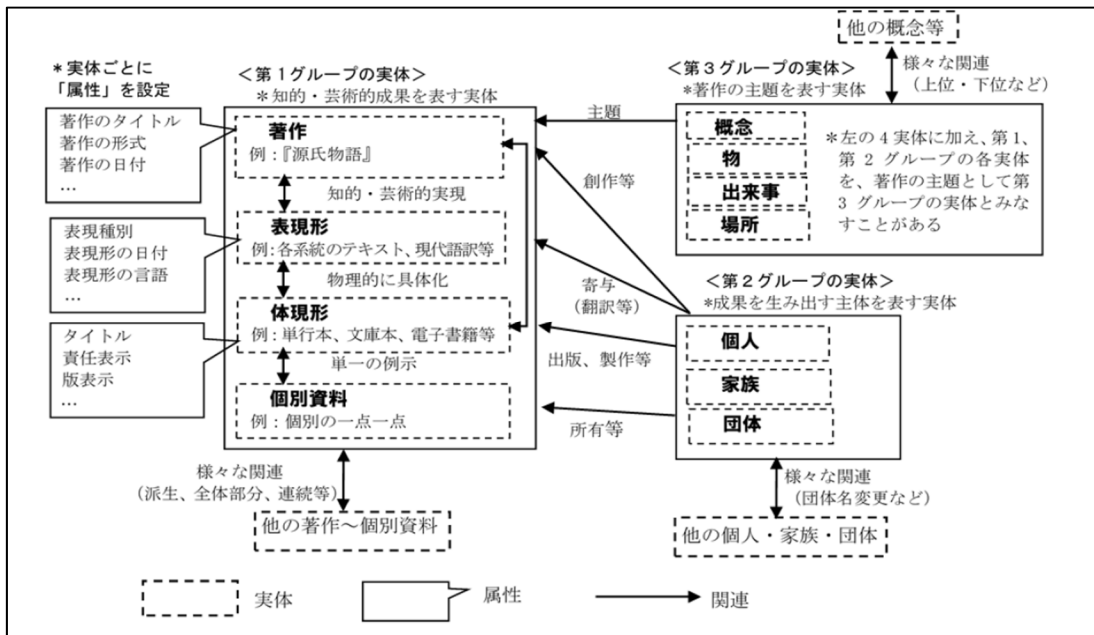 ＊実体ごとに
「属性」を設定
著作のタイトル
著作の形式
著作の日付
…
表現種別
表現形の日付
表現形の言語
…
タイトル
責任表示
版表示
…
＜第１グループの実体＞
＊知的・芸術的成果を表す実体
著作
例：『源氏物語』
知的・芸術的実現
表現形
例：各系統のテキスト、現代語訳等
物理的に具体化
体現形
例：単行本、文庫本、電子書籍等
単一の例示
個別資料
例：個別の一点一点
様々な関連
（派生、全体部分、連続等）
他の著作～個別資料
主題
創作等
寄与
（翻訳等）
出版、製作等
所有等
他の概念等
様々な関連
（上位・下位など）
＜第３グループの実体＞
*著作の主題を表す実体
概念
物
出来事
場所
＊左の４実体に加え、第１、
第２グループの各実体
を、著作の主題として第
３グループの実体とみな
すことがある
＜第２グループの実体＞
*成果を生み出す主体を表す実体
個人
家族
団体
様々な関連
（団体名変更など）
他の個人・家族・団体
実体
属性
関連